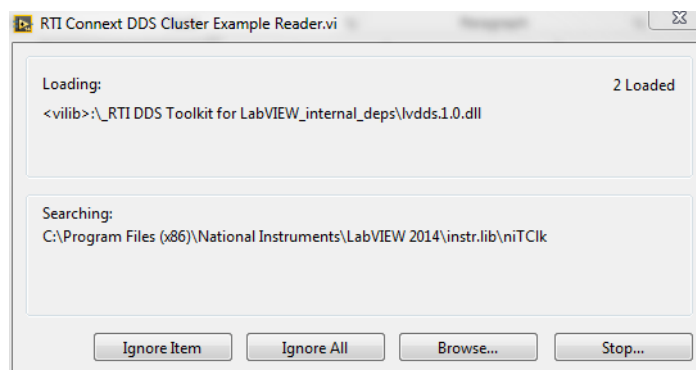 RTI Connext DDS Cluster Example Reader.vi
Loading:
2 Loaded
<vilib>:\_RTI DDS Toolkit for LabVIEW_internal_deps\lvdds.1.0.dll
Searching:
C:\Program Files (x86)\National Instruments\LabVIEW 2014\instr.lib\niTClk
Ignore Item
Ignore All
Browse...
Stop...